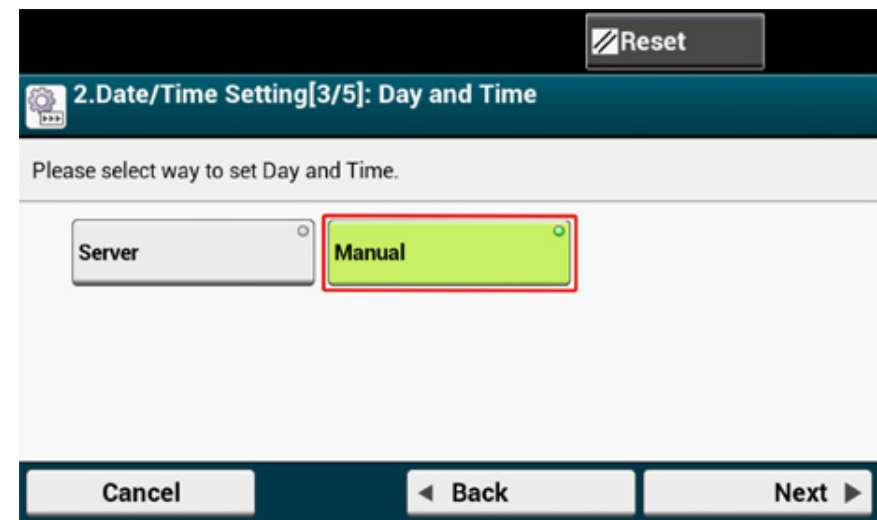 Reset
2.Date/Time Setting[3/5]: Day and Time
Please select way to set Day and Time.
Server
Manual
Cancel
Back
Next